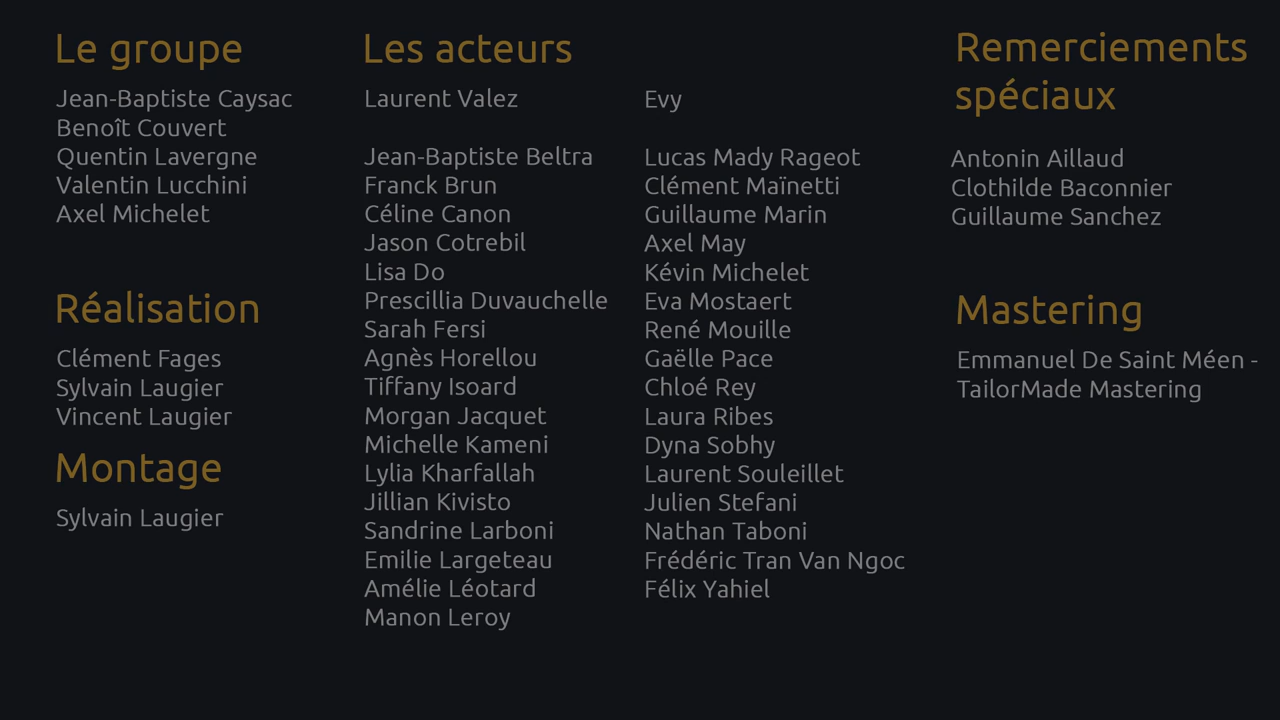 Le groupe
Jean-Baptiste Caysac
Benoît Couvert
Quentin Lavergne
Valentin Lucchini
Axel Michelet
Réalisation
Clément Fages
Sylvain Laugier
Vincent Laugier
Montage
Sylvain Laugier
Les acteurs
Laurent Valez
Jean-Baptiste Beltra
Franck Brun
Céline Canon
Jason Cotrebil
Lisa Do
Prescillia Duvauchelle
Sarah Fersi
Agnès Horellou
Tiffany Isoard
Morgan Jacquet
Michelle Kameni
Lylia Kharfallah
Jillian Kivisto
Sandrine Larboni
Emilie Largeteau
Amélie Léotard
Manon Leroy
Evy
Lucas Mady Rageot
Clément Maïnetti
Guillaume Marin
Axel May
Kévin Michelet
Eva Mostaert
René Mouille
Gaëlle Pace
Chloé Rey
Laura Ribes
Dyna Sobhy
Laurent Souleillet
Julien Stefani
Nathan Taboni
Frédéric Tran Van Ngoc
Félix Yahiel
Remerciements
spéciaux
Antonin Aillaud
Clothilde Baconnier
Guillaume Sanchez
Mastering
Emmanuel De Saint Méen -
TailorMade Mastering